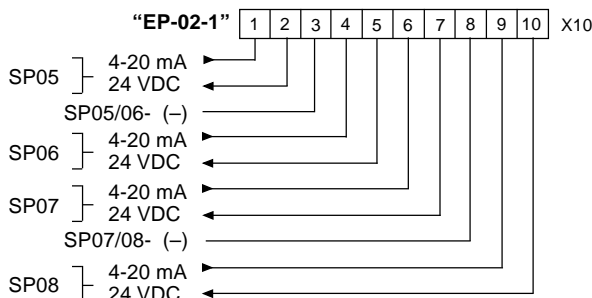 "EP-02-1" 1 2 3 4 5 6 7 8 9 10 X10
4-20 mA
SP05 24 VDC
SP05/06- (–)
4-20 mA
SP06 24 VDC
4-20 mA
SP07 24 VDC
SP07/08- (–)
4-20 mA
SP08 24 VDC